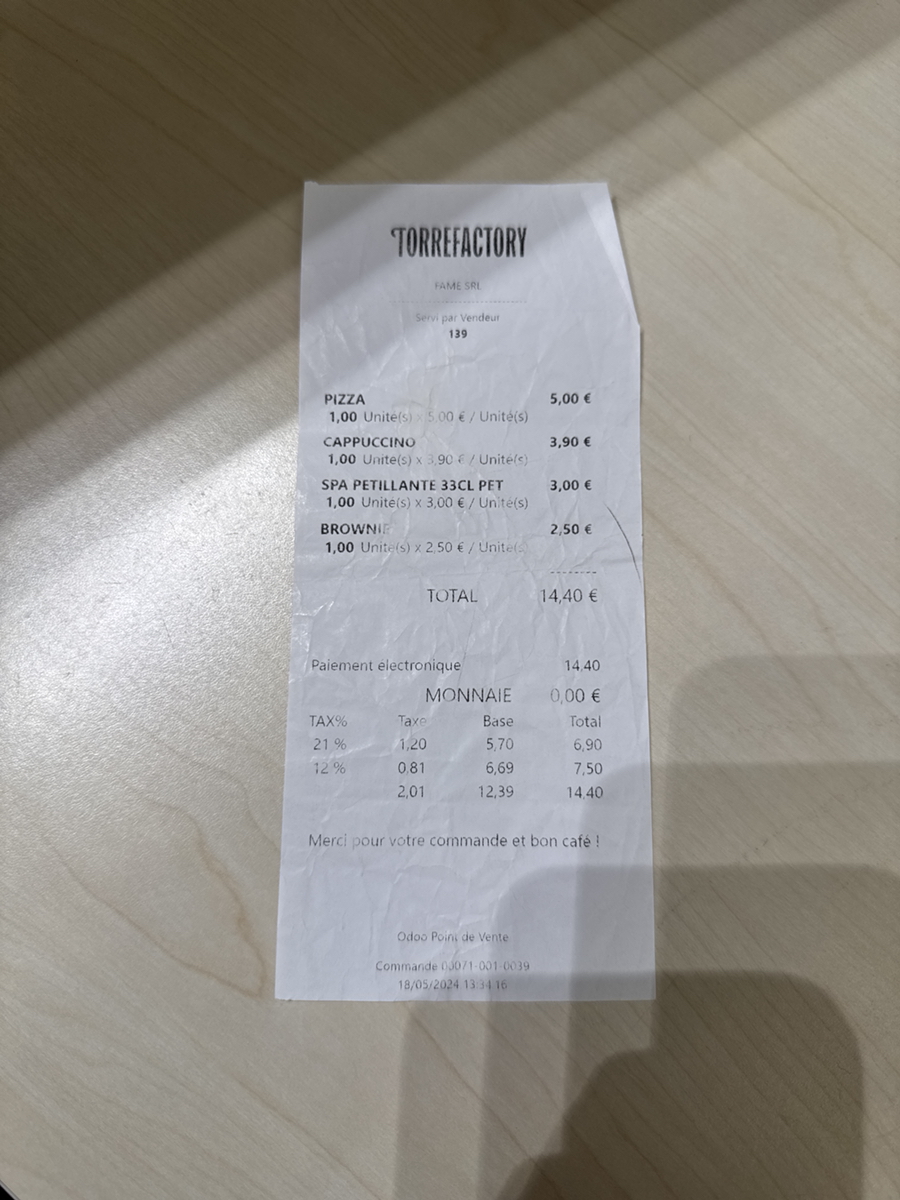 TORREFACTORY
FAME SRL
Servi par Vendeur
139
PIZZA 5,00 €
1,00 Unité(s) x 5,00 € / Unité(s)
CAPPUCCINO 3,90 €
1,00 Unité(s) x 3,90 € / Unité(s)
SPA PETILLANTE 33CL PET 3,00 €
1,00 Unité(s) x 3,00 € / Unité(s)
BROWNIE 2,50 €
1,00 Unité(s) x 2,50 € / Unité(s)
--------
TOTAL 14,40 €
Paiement électronique 14,40
MONNAIE 0,00 €
TAX% Taxe Base Total
21 % 1,20 5,70 6,90
12 % 0,81 6,69 7,50
2,01 12,39 14,40
Merci pour votre commande et bon café !
Odoo Point de Vente
Commande 00071-001-0039
18/05/2024 13:34:16